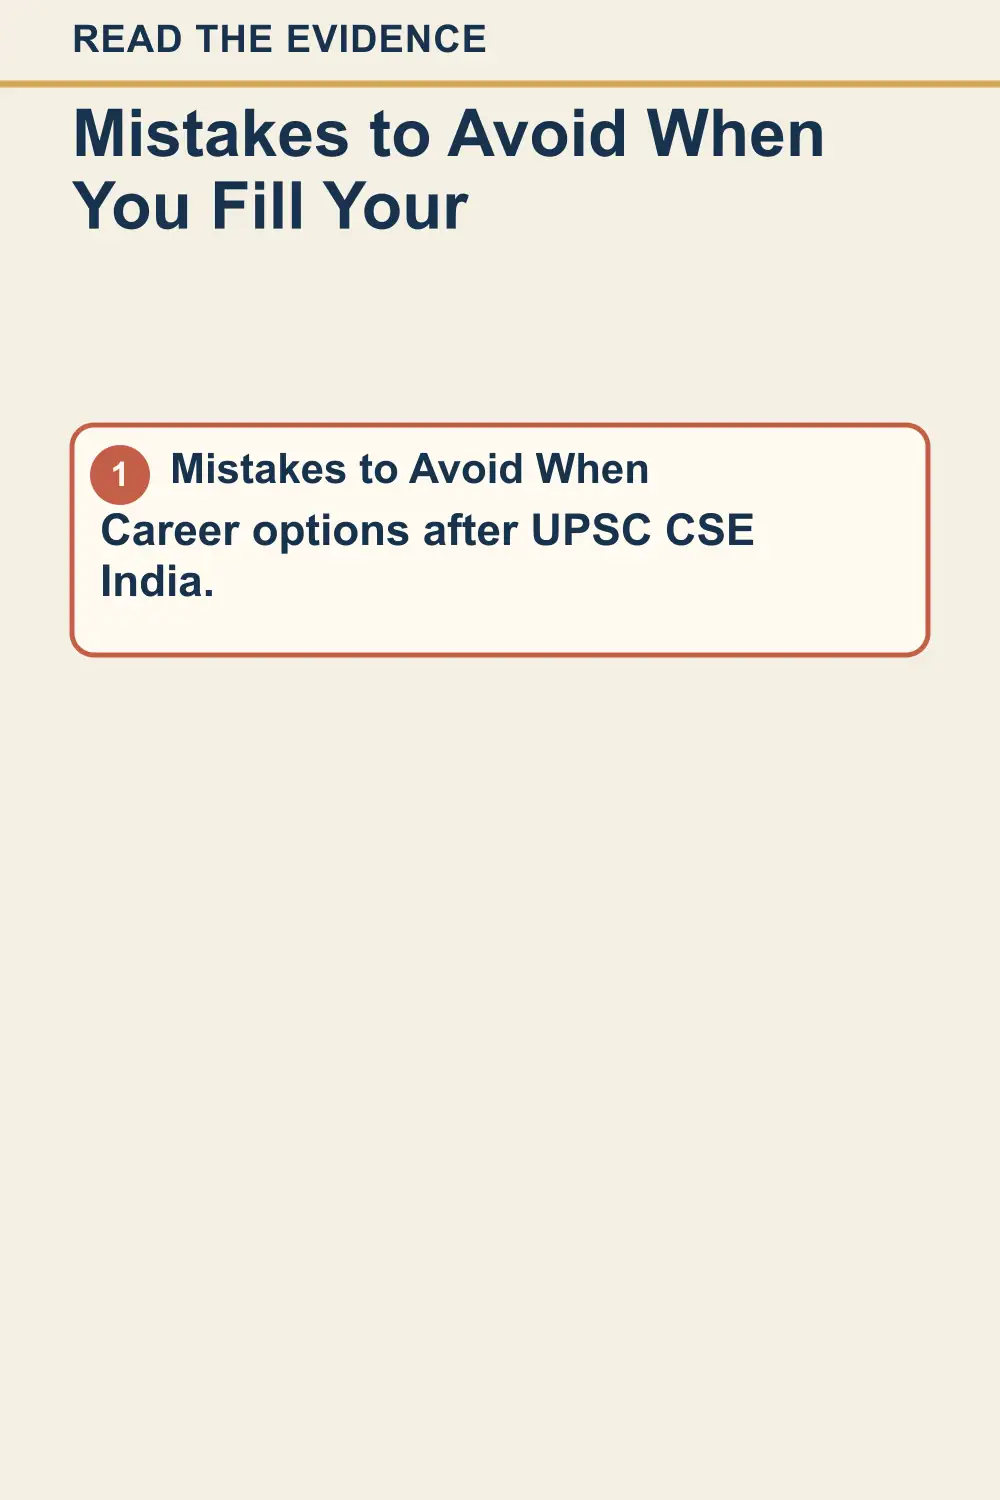 READ THE EVIDENCE
Mistakes to Avoid When
You Fill Your
1 Mistakes to Avoid When
Career options after UPSC CSE
India.